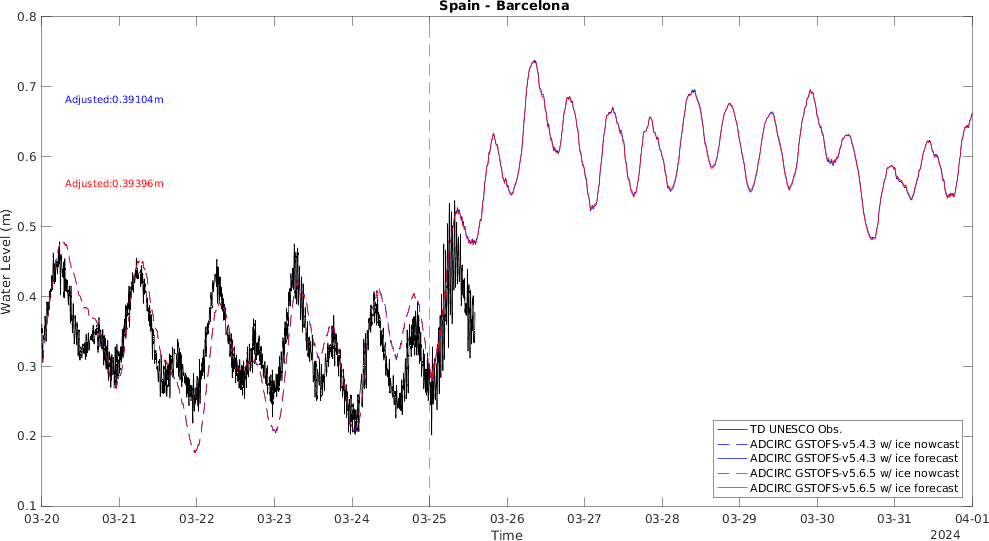 Spain - Barcelona
0.8
0.7
0.6
0.5
0.4
0.3
0.2
0.1
Water Level (m)
Adjusted:0.39104m
Adjusted:0.39396m
TD UNESCO Obs.
ADCIRC GSTOFS-v5.4.3 w/ ice nowcast
ADCIRC GSTOFS-v5.4.3 w/ ice forecast
ADCIRC GSTOFS-v5.6.5 w/ ice nowcast
ADCIRC GSTOFS-v5.6.5 w/ ice forecast
03-20 03-21 03-22 03-23 03-24 03-25 03-26 03-27 03-28 03-29 03-30 03-31 04-01
Time
2024